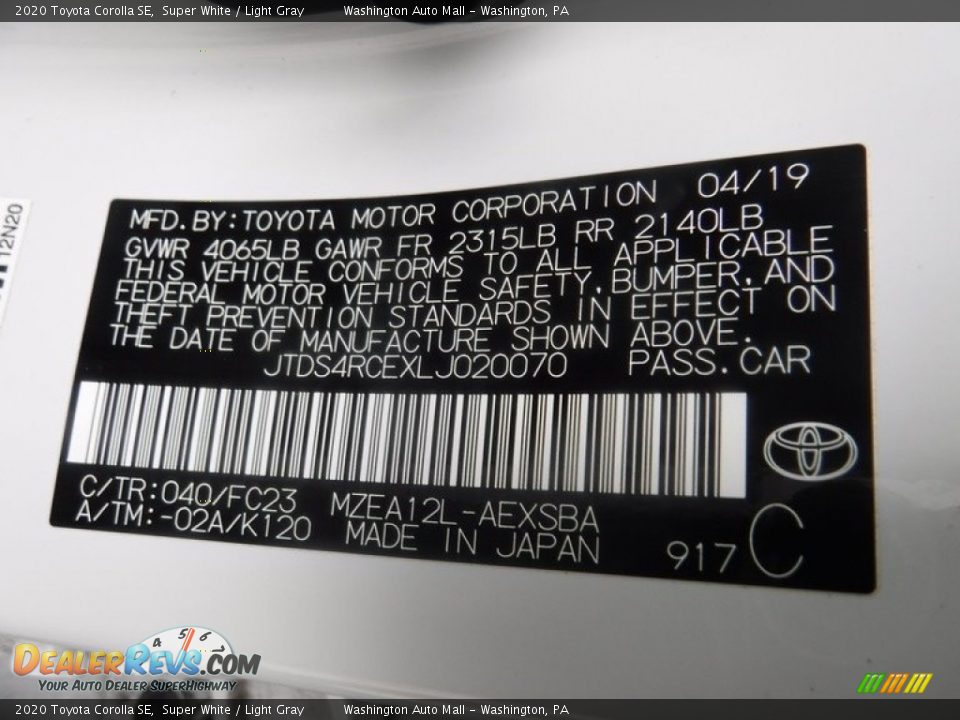 2020 Toyota Corolla SE, Super White / Light Gray Washington Auto Mall - Washington, PA
12N20
MFD.BY:TOYOTA MOTOR CORPORATION 04/19
GVWR 4065LB GAWR FR 2315LB RR 2140LB
THIS VEHICLE CONFORMS TO ALL APPLICABLE
FEDERAL MOTOR VEHICLE SAFETY,BUMPER,AND
THEFT PREVENTION STANDARDS IN EFFECT ON
THE DATE OF MANUFACTURE SHOWN ABOVE.
JTDS4RCEXLJ020070 PASS.CAR
C/TR:040/FC23 MZEA12L-AEXSBA
A/TM:-02A/K120 MADE IN JAPAN
917 C
4 5 6 7
DEALERREVS.COM
YOUR AUTO DEALER SUPERHIGHWAY
2020 Toyota Corolla SE, Super White / Light Gray Washington Auto Mall - Washington, PA